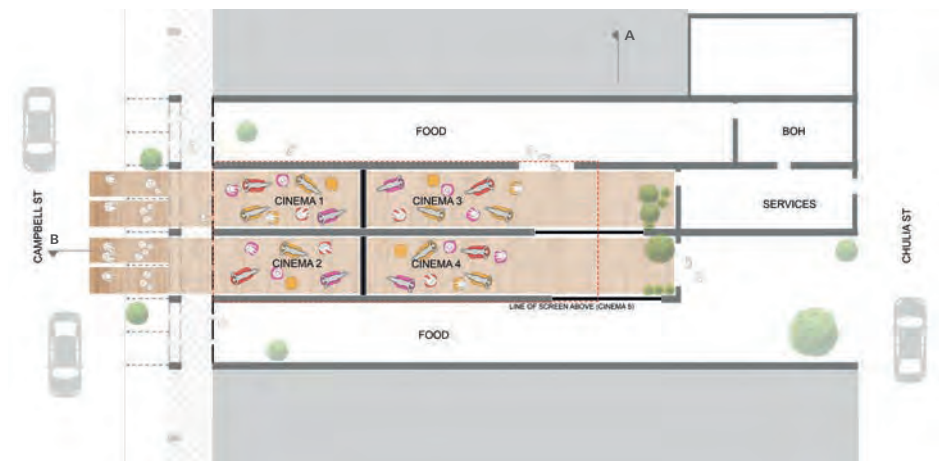 A
FOOD
BOH
CINEMA 1
CINEMA 3
SERVICES
CAMPBELL ST
CHULIA ST
B
CINEMA 2
CINEMA 4
LINE OF SCREEN ABOVE (CINEMA 5)
FOOD